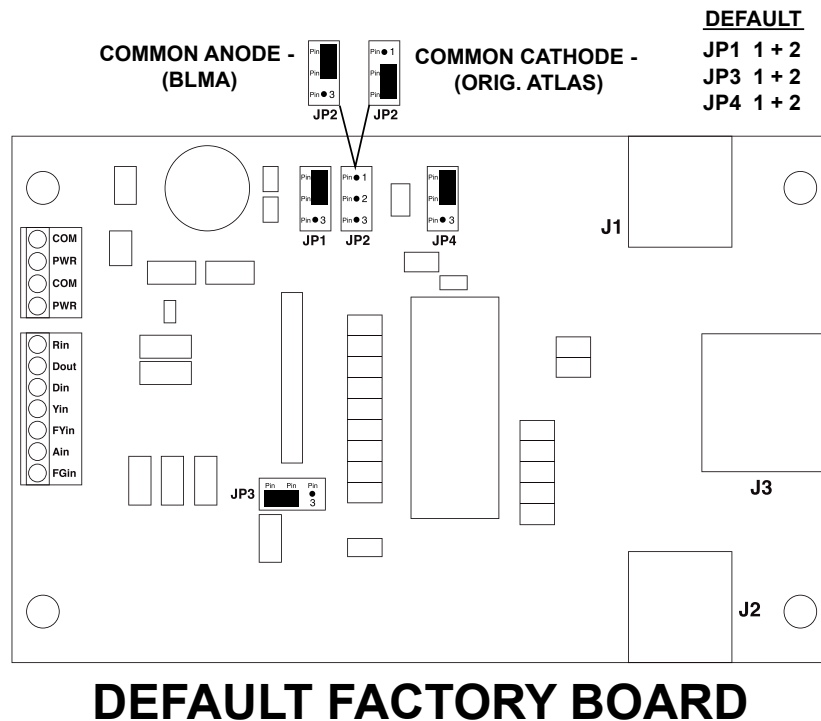 DEFAULT
JP1 1 + 2
JP3 1 + 2
JP4 1 + 2
COMMON ANODE -
(BLMA)
Pin
Pin
Pin 3
JP2
Pin 1
Pin
Pin
JP2
COMMON CATHODE -
(ORIG. ATLAS)
Pin
Pin
Pin 3
JP1
Pin 1
Pin 2
Pin 3
JP2
Pin
Pin
Pin 3
JP4
J1
COM
PWR
COM
PWR
Rin
Dout
Din
Yin
FYin
Ain
FGin
JP3
Pin Pin Pin
3
J3
J2
DEFAULT FACTORY BOARD